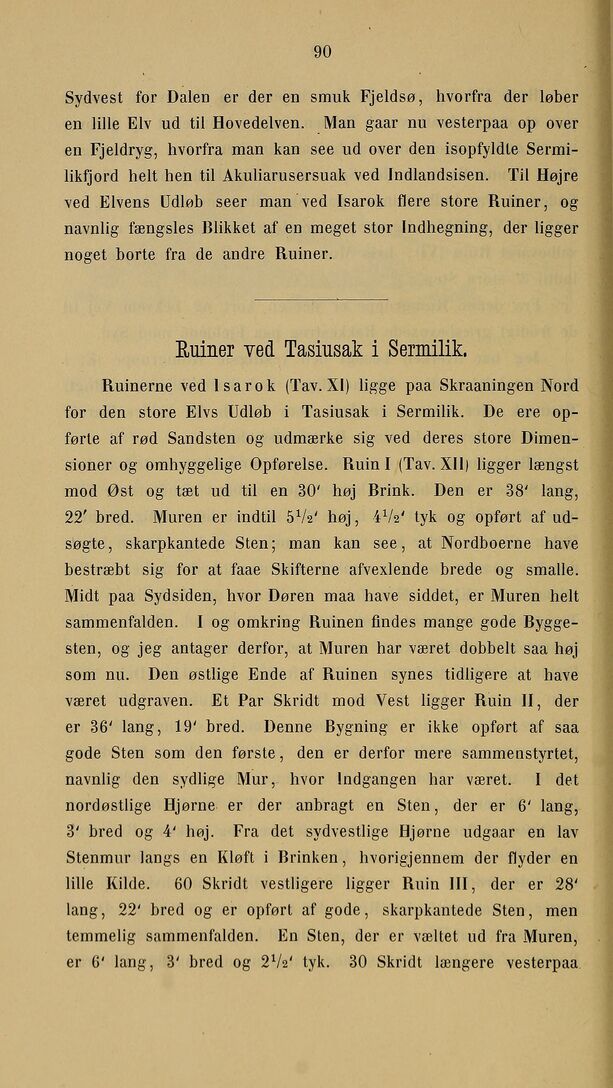 90
Sydvest for Dalen er der en smuk Fjeldsø, hvorfra der løber
en lille Elv ud til Hovedelven. Man gaar nu vesterpaa op over
en Fjeldryg, hvorfra man kan see ud over den isopfyldte Sermi-
likfjord helt hen til Akuliarusersuak ved Indlandsisen. Til Højre
ved Elvens Udløb seer man ved Isarok flere store Ruiner, og
navnlig fængsles Blikket af en meget stor Indhegning, der ligger
noget borte fra de andre Ruiner.
Ruiner ved Tasiusak i Sermilik.
Ruinerne ved Isarok (Tav. XI) ligge paa Skraaningen Nord
for den store Elvs Udløb i Tasiusak i Sermilik. De ere op-
førte af rød Sandsten og udmærke sig ved deres store Dimen-
sioner og omhyggelige Opførelse. Ruin I (Tav. XII) ligger længst
mod Øst og tæt ud til en 30' høj Brink. Den er 38' lang,
22' bred. Muren er indtil 5½' høj, 4½' tyk og opført af ud-
søgte, skarpkantede Sten; man kan see, at Nordboerne have
bestræbt sig for at faae Skifterne afvexlende brede og smalle.
Midt paa Sydsiden, hvor Døren maa have siddet, er Muren helt
sammenfalden. I og omkring Ruinen findes mange gode Bygge-
sten, og jeg antager derfor, at Muren har været dobbelt saa høj
som nu. Den østlige Ende af Ruinen synes tidligere at have
været udgraven. Et Par Skridt mod Vest ligger Ruin II, der
er 36' lang, 19' bred. Denne Bygning er ikke opført af saa
gode Sten som den første, den er derfor mere sammenstyrtet,
navnlig den sydlige Mur, hvor Indgangen har været. I det
nordøstlige Hjørne er der anbragt en Sten, der er 6' lang,
3' bred og 4' høj. Fra det sydvestlige Hjørne udgaar en lav
Stenmur langs en Kløft i Brinken, hvorigjennem der flyder en
lille Kilde. 60 Skridt vestligere ligger Ruin III, der er 28'
lang, 22' bred og er opført af gode, skarpkantede Sten, men
temmelig sammenfalden. En Sten, der er væltet ud fra Muren,
er 6' lang, 3' bred og 2½' tyk. 30 Skridt længere vesterpaa